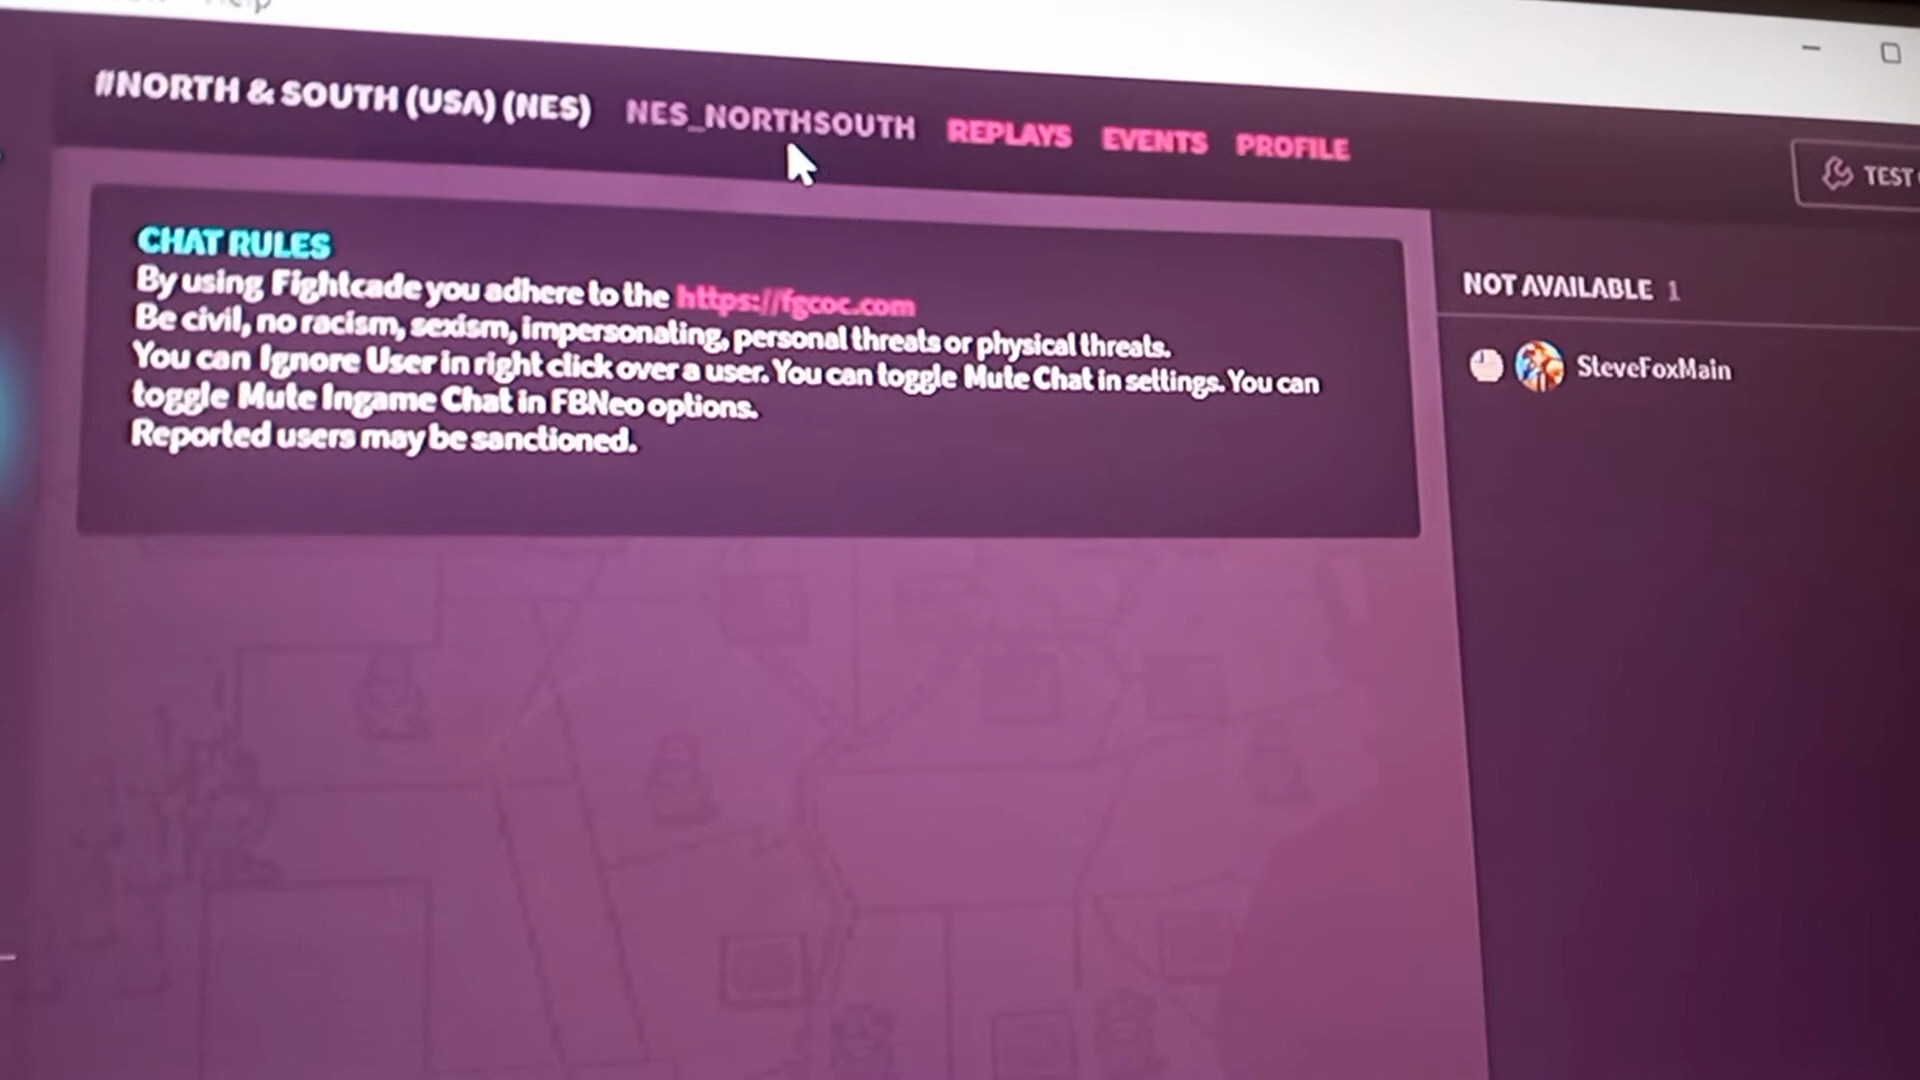 Help
#NORTH & SOUTH (USA) (NES) NES_NORTHSOUTH REPLAYS EVENTS PROFILE
TEST
CHAT RULES
By using Fightcade you adhere to the https://fgcoc.com
Be civil, no racism, sexism, impersonating, personal threats or physical threats.
You can Ignore User in right click over a user. You can toggle Mute Chat in settings. You can
toggle Mute Ingame Chat in FBNeo options.
Reported users may be sanctioned.
NOT AVAILABLE 1
SteveFoxMain